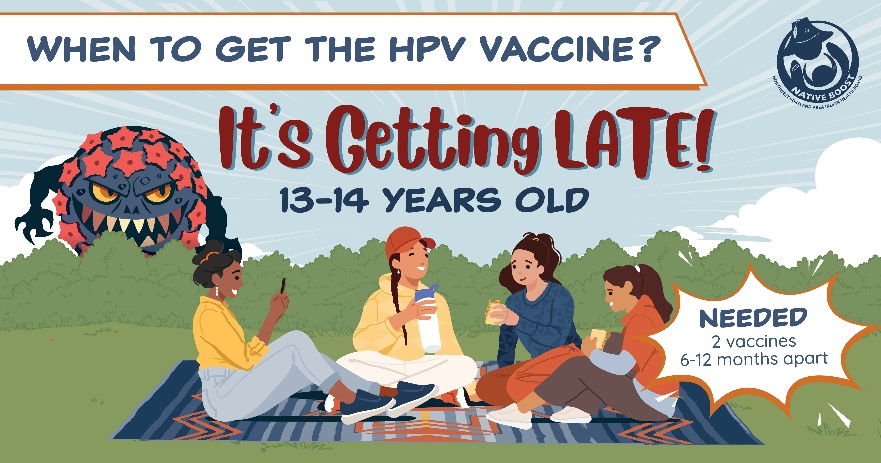 WHEN TO GET THE HPV VACCINE?
It's Getting LATE!
13-14 YEARS OLD
NEEDED
2 vaccines
6-12 months apart
NATIVE BOOST